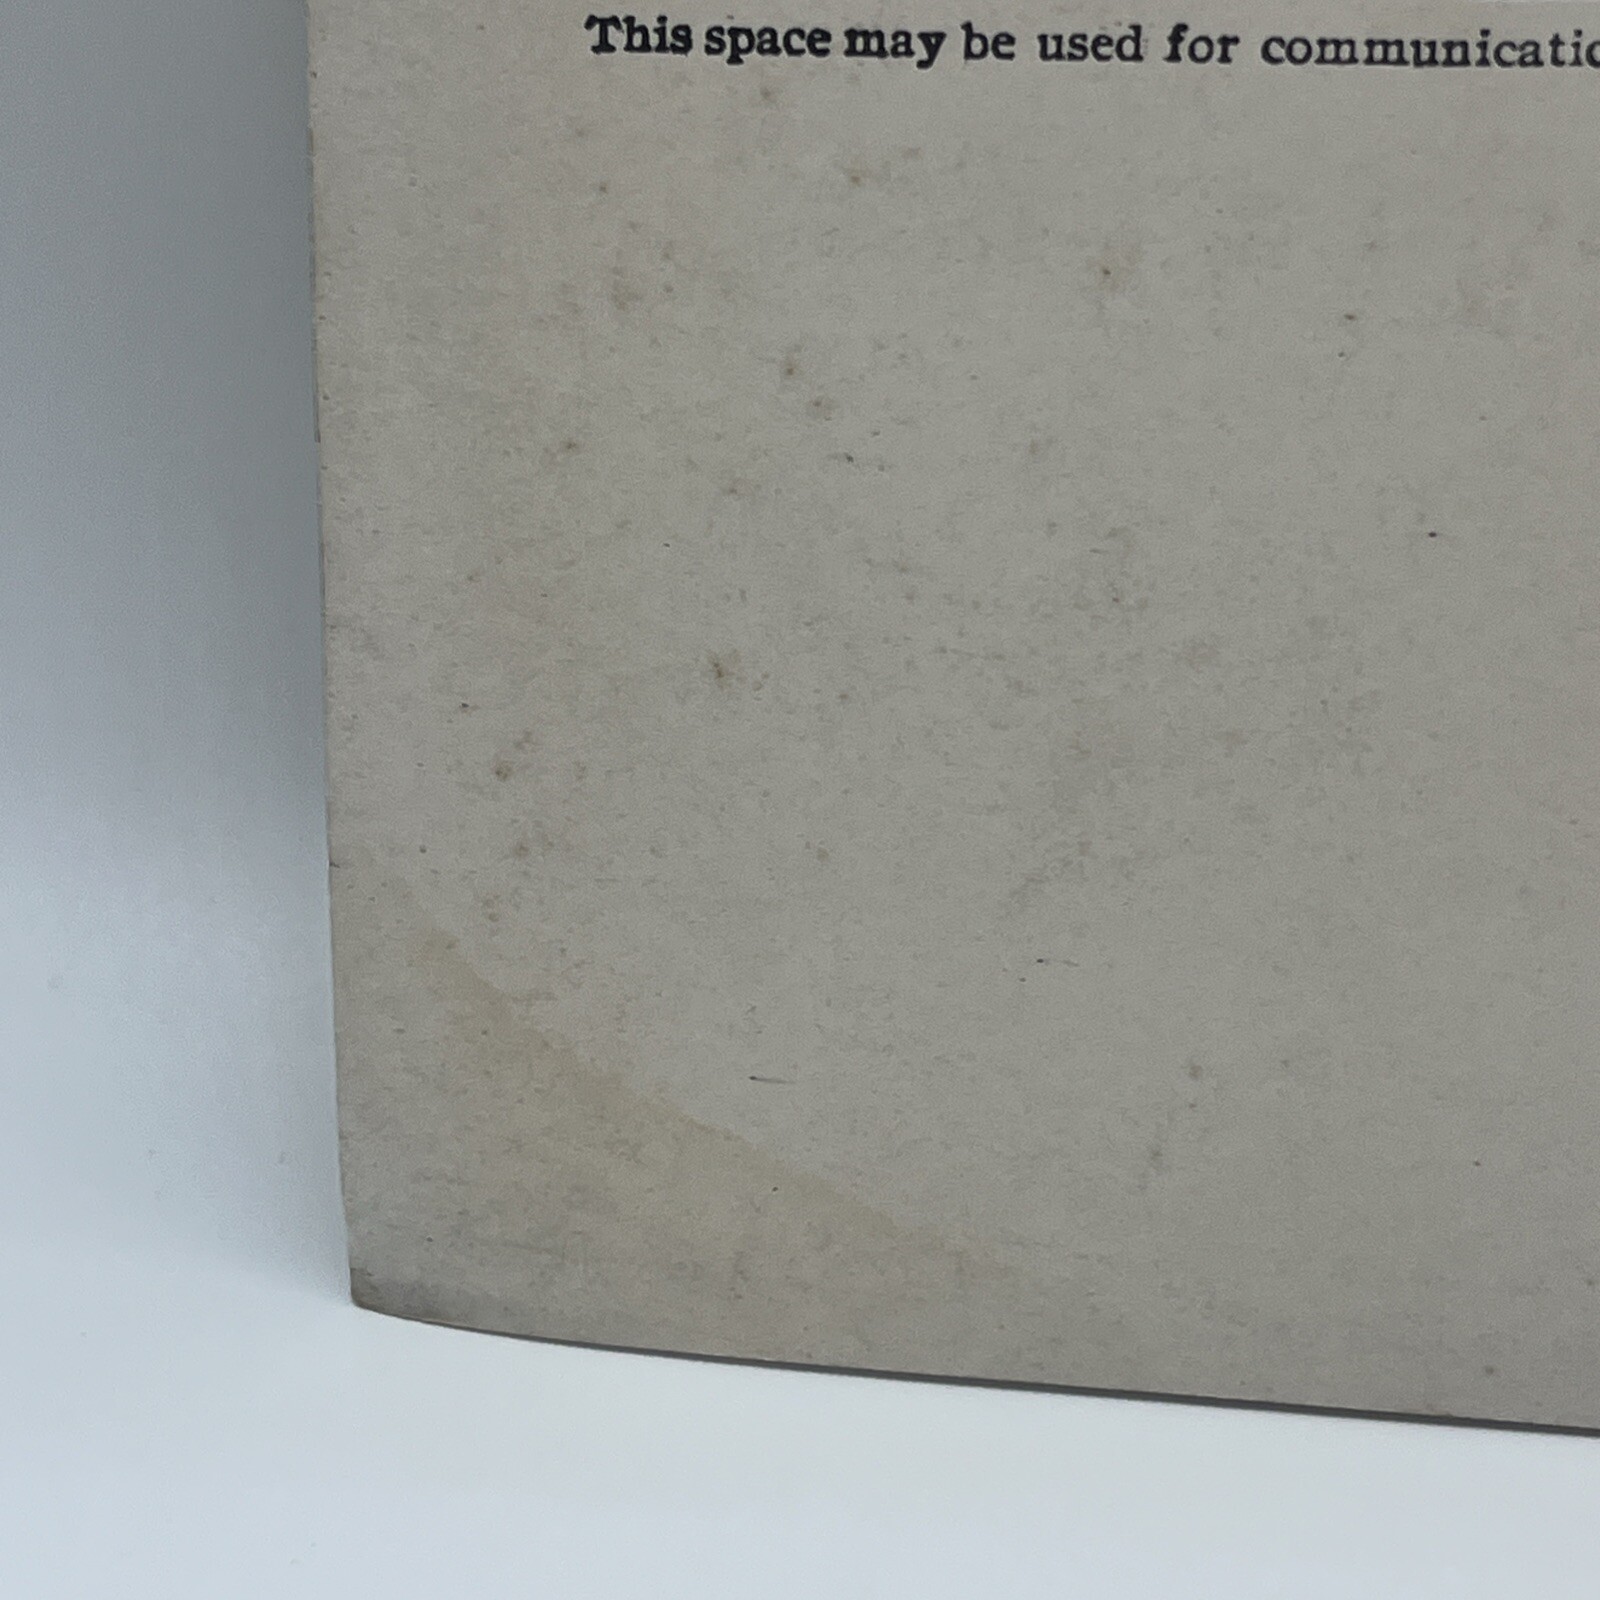 This space may be used for communicatio